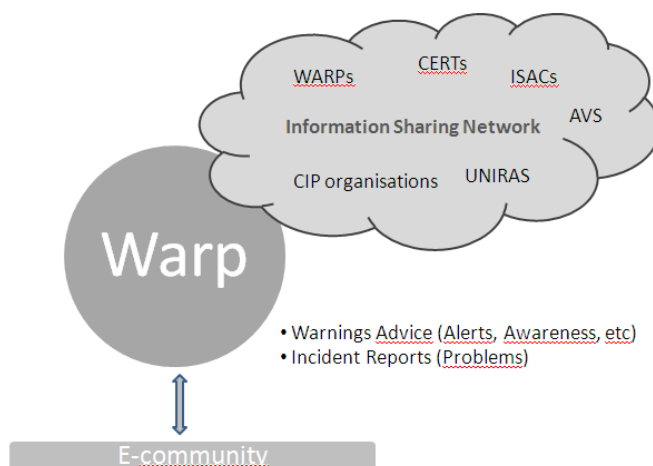 CERTs
WARPs
ISACs
AVS
Information Sharing Network
UNIRAS
CIP organisations
Warp
• Warnings Advice (Alerts, Awareness, etc)
• Incident Reports (Problems)
E-community